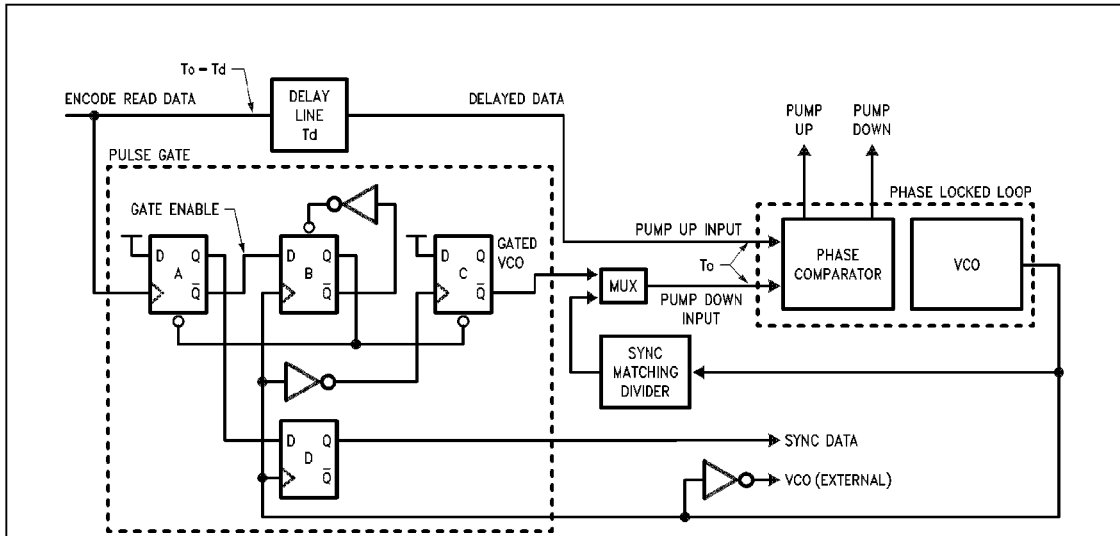 To – Td
ENCODE READ DATA
DELAY
LINE
Td
DELAYED DATA
PUMP
UP
PUMP
DOWN
PULSE GATE
PHASE LOCKED LOOP
GATE ENABLE
PUMP UP INPUT
To
PHASE
COMPARATOR
VCO
D
Q
A
Q̅
D
Q
B
Q̅
D
Q
C
Q̅
GATED
VCO
MUX
PUMP DOWN
INPUT
SYNC
MATCHING
DIVIDER
D
Q
D
Q̅
SYNC DATA
VCO (EXTERNAL)